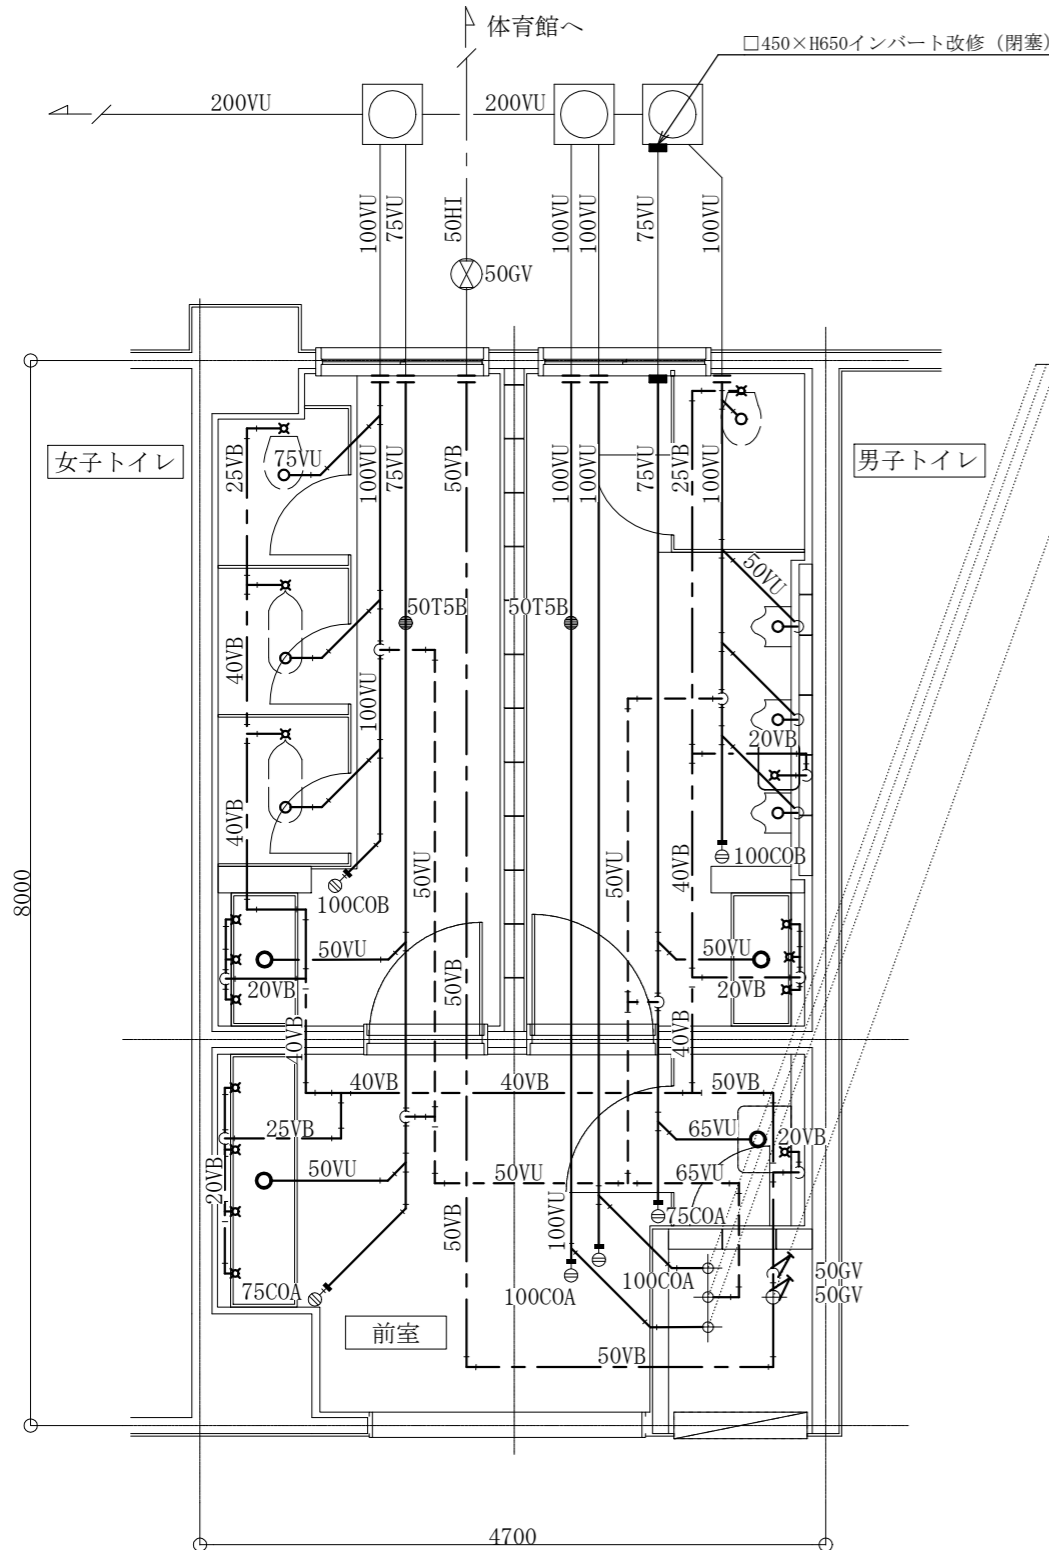 体育館へ
□450×H650インバート改修（閉塞）
200VU
200VU
100VU
75VU
50HI
100VU
100VU
75VU
100VU
50GV
女子トイレ
男子トイレ
25VB
75VU
100VU
75VU
50VB
100VU
100VU
75VU
25VB
100VU
50VU
50T5B
50T5B
40VB
100VU
20VB
40VB
50VU
50VU
40VB
100COB
100COB
8000
50VU
50VB
50VU
20VB
20VB
40VB
40VB
40VB
40VB
50VB
25VB
65VU
20VB
20VB
50VU
50VU
65VU
50VB
100VU
75COA
75COA
100COA
100COA
50GV
50GV
前室
50VB
4700